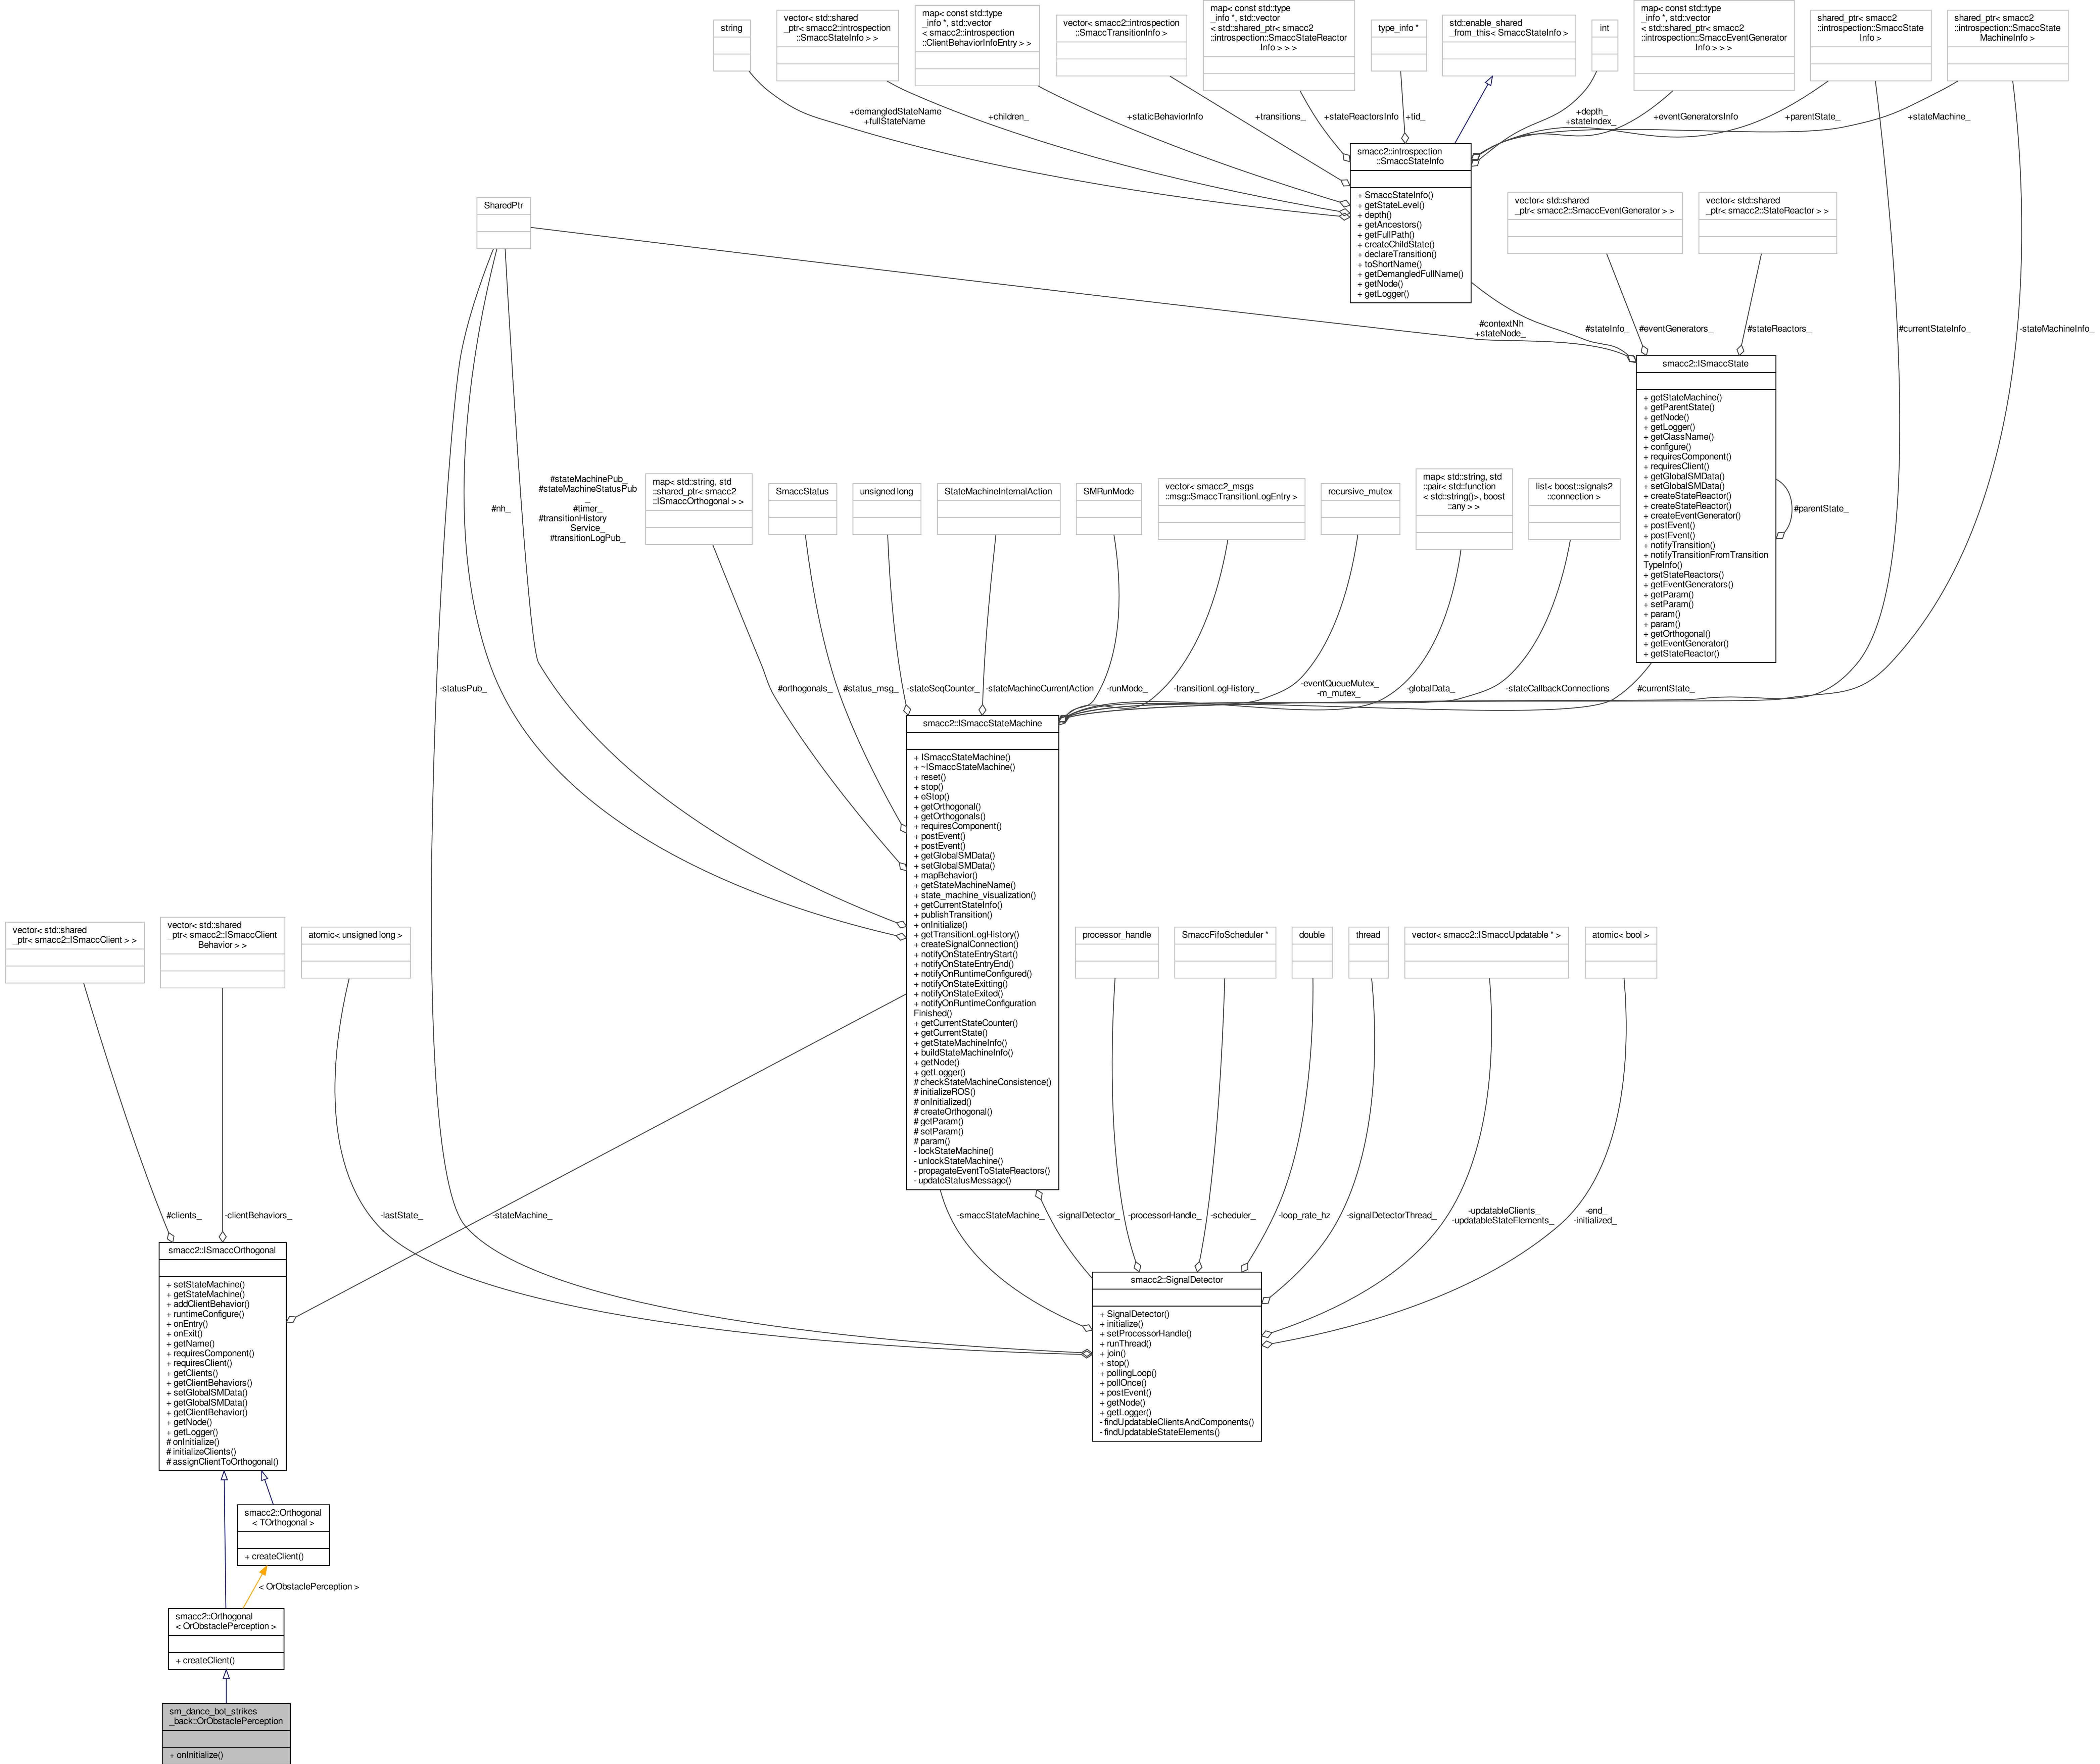 string
vector< std::shared
_ptr< smacc2::introspection
::SmaccStateInfo > >
map< const std::type
_info *, std::vector
< smacc2::introspection
::ClientBehaviorInfoEntry > >
vector< smacc2::introspection
::SmaccTransitionInfo >
map< const std::type
_info *, std::vector
< std::shared_ptr< smacc2
::introspection::SmaccStateReactor
Info > > >
type_info *
std::enable_shared
_from_this< SmaccStateInfo >
int
map< const std::type
_info *, std::vector
< std::shared_ptr< smacc2
::introspection::SmaccEventGenerator
Info > > >
shared_ptr< smacc2
::introspection::SmaccState
Info >
shared_ptr< smacc2
::introspection::SmaccState
MachineInfo >
+demangledStateName
+fullStateName
+children_
+staticBehaviorInfo
+transitions_
+stateReactorsInfo
+tid_
+depth_
+stateIndex_
+eventGeneratorsInfo
+parentState_
+stateMachine_
smacc2::introspection
::SmaccStateInfo
+ SmaccStateInfo()
+ getStateLevel()
+ depth()
+ getAncestors()
+ getFullPath()
+ createChildState()
+ declareTransition()
+ toShortName()
+ getDemangledFullName()
+ getNode()
+ getLogger()
SharedPtr
vector< std::shared
_ptr< smacc2::SmaccEventGenerator > >
vector< std::shared
_ptr< smacc2::StateReactor > >
#contextNh
+stateNode_
#stateInfo_
#eventGenerators_
#stateReactors_
#currentStateInfo_
-stateMachineInfo_
smacc2::ISmaccState
+ getStateMachine()
+ getParentState()
+ getNode()
+ getLogger()
+ getClassName()
+ configure()
+ requiresComponent()
+ requiresClient()
+ getGlobalSMData()
+ setGlobalSMData()
+ createStateReactor()
+ createStateReactor()
+ createEventGenerator()
+ postEvent()
+ postEvent()
+ notifyTransition()
+ notifyTransitionFromTransition
TypeInfo()
+ getStateReactors()
+ getEventGenerators()
+ getParam()
+ setParam()
+ param()
+ param()
+ getOrthogonal()
+ getEventGenerator()
+ getStateReactor()
#parentState_
#nh_
#stateMachinePub_
#stateMachineStatusPub
_
#timer_
#transitionHistory
Service_
#transitionLogPub_
map< std::string, std
::shared_ptr< smacc2
::ISmaccOrthogonal > >
SmaccStatus
unsigned long
StateMachineInternalAction
SMRunMode
vector< smacc2_msgs
::msg::SmaccTransitionLogEntry >
recursive_mutex
map< std::string, std
::pair< std::function
< std::string()>, boost
::any > >
list< boost::signals2
::connection >
-statusPub_
#orthogonals_
#status_msg_
-stateSeqCounter_
-stateMachineCurrentAction
-runMode_
-transitionLogHistory_
-eventQueueMutex_
-m_mutex_
-globalData_
-stateCallbackConnections
#currentState_
smacc2::ISmaccStateMachine
+ ISmaccStateMachine()
+ ~ISmaccStateMachine()
+ reset()
+ stop()
+ eStop()
+ getOrthogonal()
+ getOrthogonals()
+ requiresComponent()
+ postEvent()
+ postEvent()
+ getGlobalSMData()
+ setGlobalSMData()
+ mapBehavior()
+ getStateMachineName()
+ state_machine_visualization()
+ getCurrentStateInfo()
+ publishTransition()
+ onInitialize()
+ getTransitionLogHistory()
+ createSignalConnection()
+ notifyOnStateEntryStart()
+ notifyOnStateEntryEnd()
+ notifyOnRuntimeConfigured()
+ notifyOnStateExitting()
+ notifyOnStateExited()
+ notifyOnRuntimeConfiguration
Finished()
+ getCurrentStateCounter()
+ getCurrentState()
+ getStateMachineInfo()
+ buildStateMachineInfo()
+ getNode()
+ getLogger()
# checkStateMachineConsistence()
# initializeROS()
# onInitialized()
# createOrthogonal()
# getParam()
# setParam()
# param()
- lockStateMachine()
- unlockStateMachine()
- propagateEventToStateReactors()
- updateStatusMessage()
vector< std::shared
_ptr< smacc2::ISmaccClient > >
vector< std::shared
_ptr< smacc2::ISmaccClient
Behavior > >
atomic< unsigned long >
processor_handle
SmaccFifoScheduler *
double
thread
vector< smacc2::ISmaccUpdatable * >
atomic< bool >
#clients_
-clientBehaviors_
-lastState_
-stateMachine_
-smaccStateMachine_
-signalDetector_
-processorHandle_
-scheduler_
-loop_rate_hz
-signalDetectorThread_
-updatableClients_
-updatableStateElements_
-end_
-initialized_
smacc2::ISmaccOrthogonal
+ setStateMachine()
+ getStateMachine()
+ addClientBehavior()
+ runtimeConfigure()
+ onEntry()
+ onExit()
+ getName()
+ requiresComponent()
+ requiresClient()
+ getClients()
+ getClientBehaviors()
+ setGlobalSMData()
+ getGlobalSMData()
+ getClientBehavior()
+ getNode()
+ getLogger()
# onInitialize()
# initializeClients()
# assignClientToOrthogonal()
smacc2::SignalDetector
+ SignalDetector()
+ initialize()
+ setProcessorHandle()
+ runThread()
+ join()
+ stop()
+ pollingLoop()
+ pollOnce()
+ postEvent()
+ getNode()
+ getLogger()
- findUpdatableClientsAndComponents()
- findUpdatableStateElements()
smacc2::Orthogonal
< TOrthogonal >
+ createClient()
< OrObstaclePerception >
smacc2::Orthogonal
< OrObstaclePerception >
+ createClient()
sm_dance_bot_strikes
_back::OrObstaclePerception
+ onInitialize()